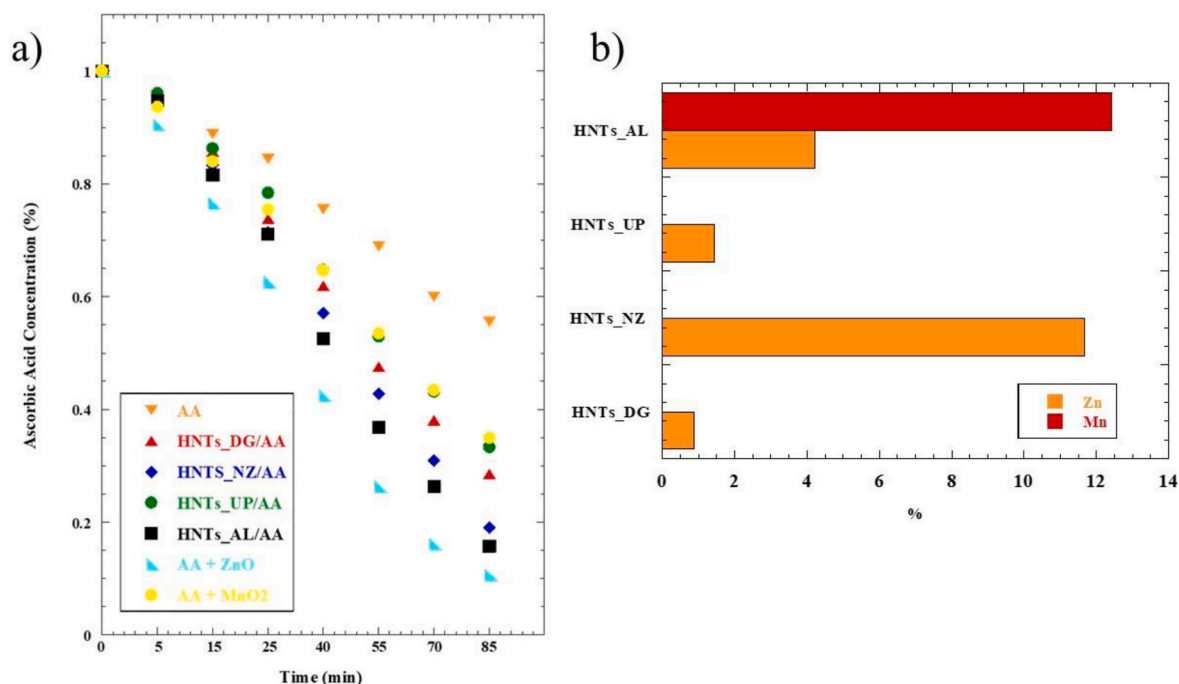 a)
Ascorbic Acid Concentration (%)
1
0.8
0.6
0.4
0.2
0
0 5 15 25 40 55 70 85
Time (min)
AA
HNTs_DG/AA
HNTS_NZ/AA
HNTs_UP/AA
HNTs_AL/AA
AA + ZnO
AA + MnO2
b)
HNTs_AL
HNTs_UP
HNTs_NZ
HNTs_DG
Zn
Mn
0 2 4 6 8 10 12 14
%